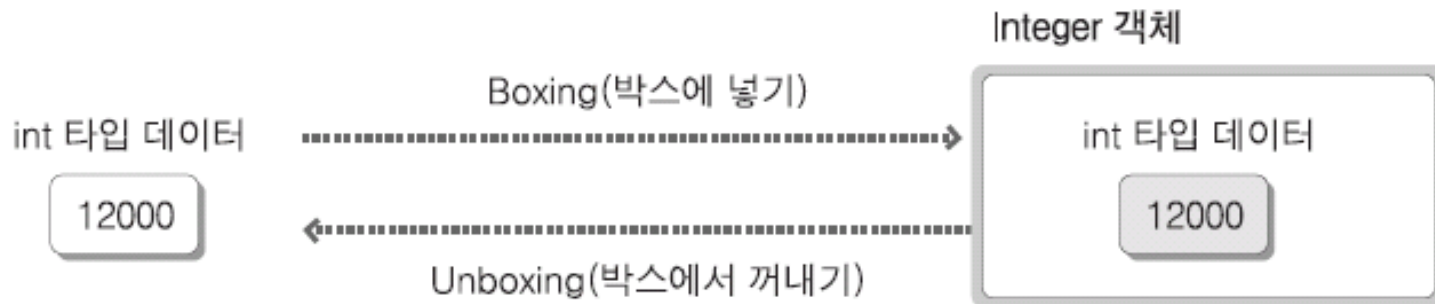 Integer 객체
Boxing(박스에 넣기)
int 타입 데이터
int 타입 데이터
12000
12000
Unboxing(박스에서 꺼내기)